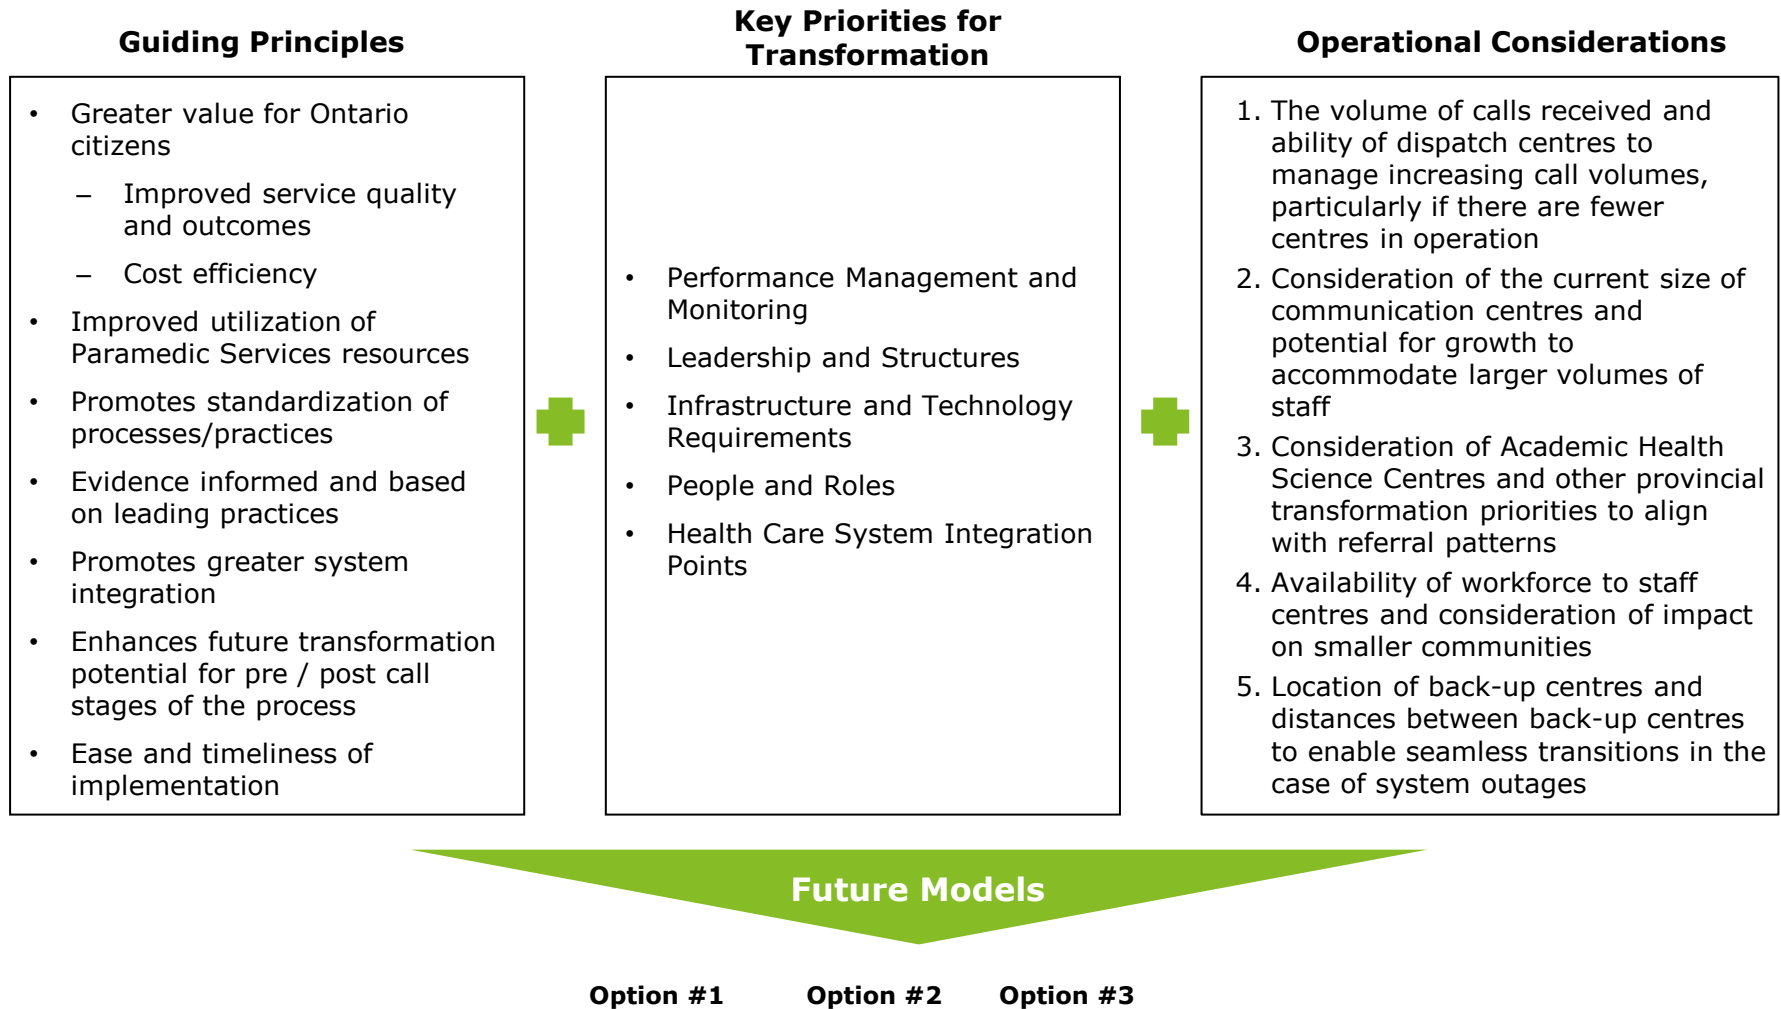 Guiding Principles
• Greater value for Ontario
citizens
– Improved service quality
and outcomes
– Cost efficiency
• Improved utilization of
Paramedic Services resources
• Promotes standardization of
processes/practices
• Evidence informed and based
on leading practices
• Promotes greater system
integration
• Enhances future transformation
potential for pre / post call
stages of the process
• Ease and timeliness of
implementation
Key Priorities for
Transformation
• Performance Management and
Monitoring
• Leadership and Structures
• Infrastructure and Technology
Requirements
• People and Roles
• Health Care System Integration
Points
Operational Considerations
1. The volume of calls received and
ability of dispatch centres to
manage increasing call volumes,
particularly if there are fewer
centres in operation
2. Consideration of the current size of
communication centres and
potential for growth to
accommodate larger volumes of
staff
3. Consideration of Academic Health
Science Centres and other provincial
transformation priorities to align
with referral patterns
4. Availability of workforce to staff
centres and consideration of impact
on smaller communities
5. Location of back-up centres and
distances between back-up centres
to enable seamless transitions in the
case of system outages
Future Models
Option #1 Option #2 Option #3